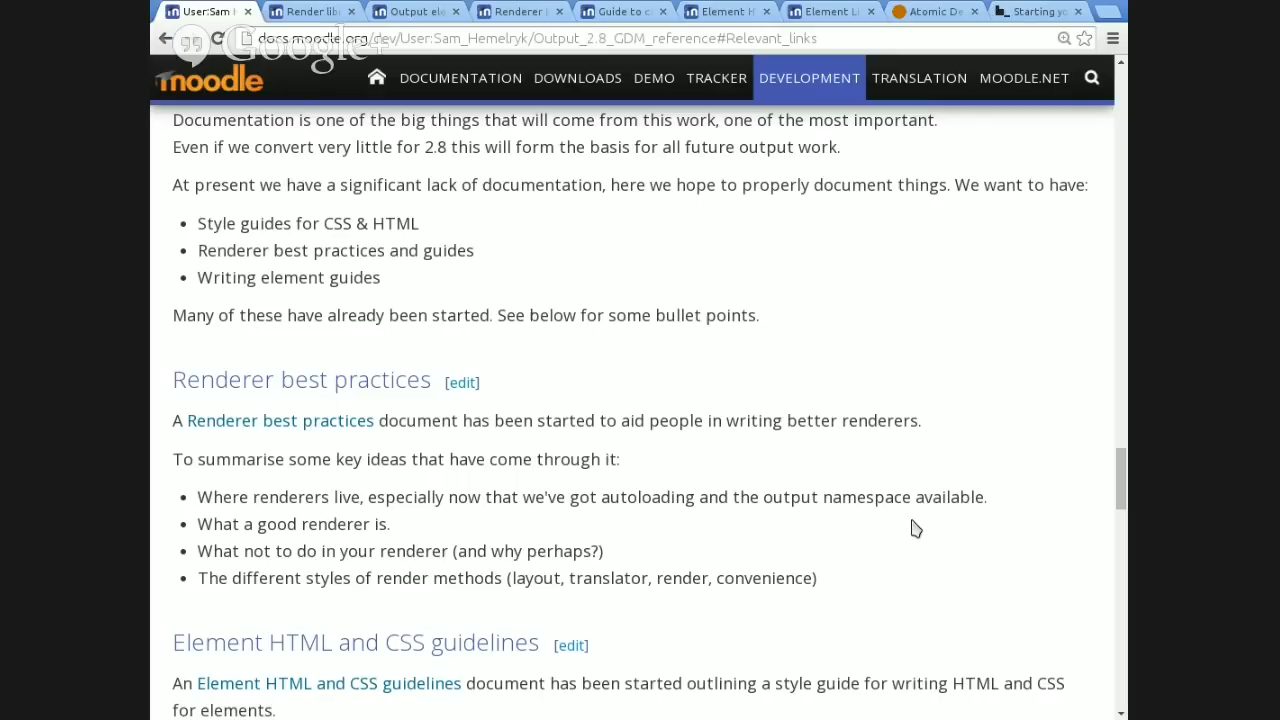 User:Sam H
Render lib
Output ele
Renderer b
Guide to c
Element H
Element L
Atomic De
Starting yo
docs.moodle.org/dev/User:Sam_Hemelryk/Output_2.8_GDM_reference#Relevant_links
Google+
moodle
DOCUMENTATION DOWNLOADS DEMO TRACKER DEVELOPMENT TRANSLATION MOODLE.NET
Documentation is one of the big things that will come from this work, one of the most important.
Even if we convert very little for 2.8 this will form the basis for all future output work.
At present we have a significant lack of documentation, here we hope to properly document things. We want to have:
• Style guides for CSS & HTML
• Renderer best practices and guides
• Writing element guides
Many of these have already been started. See below for some bullet points.
Renderer best practices [edit]
A Renderer best practices document has been started to aid people in writing better renderers.
To summarise some key ideas that have come through it:
• Where renderers live, especially now that we've got autoloading and the output namespace available.
• What a good renderer is.
• What not to do in your renderer (and why perhaps?)
• The different styles of render methods (layout, translator, render, convenience)
Element HTML and CSS guidelines [edit]
An Element HTML and CSS guidelines document has been started outlining a style guide for writing HTML and CSS
for elements.